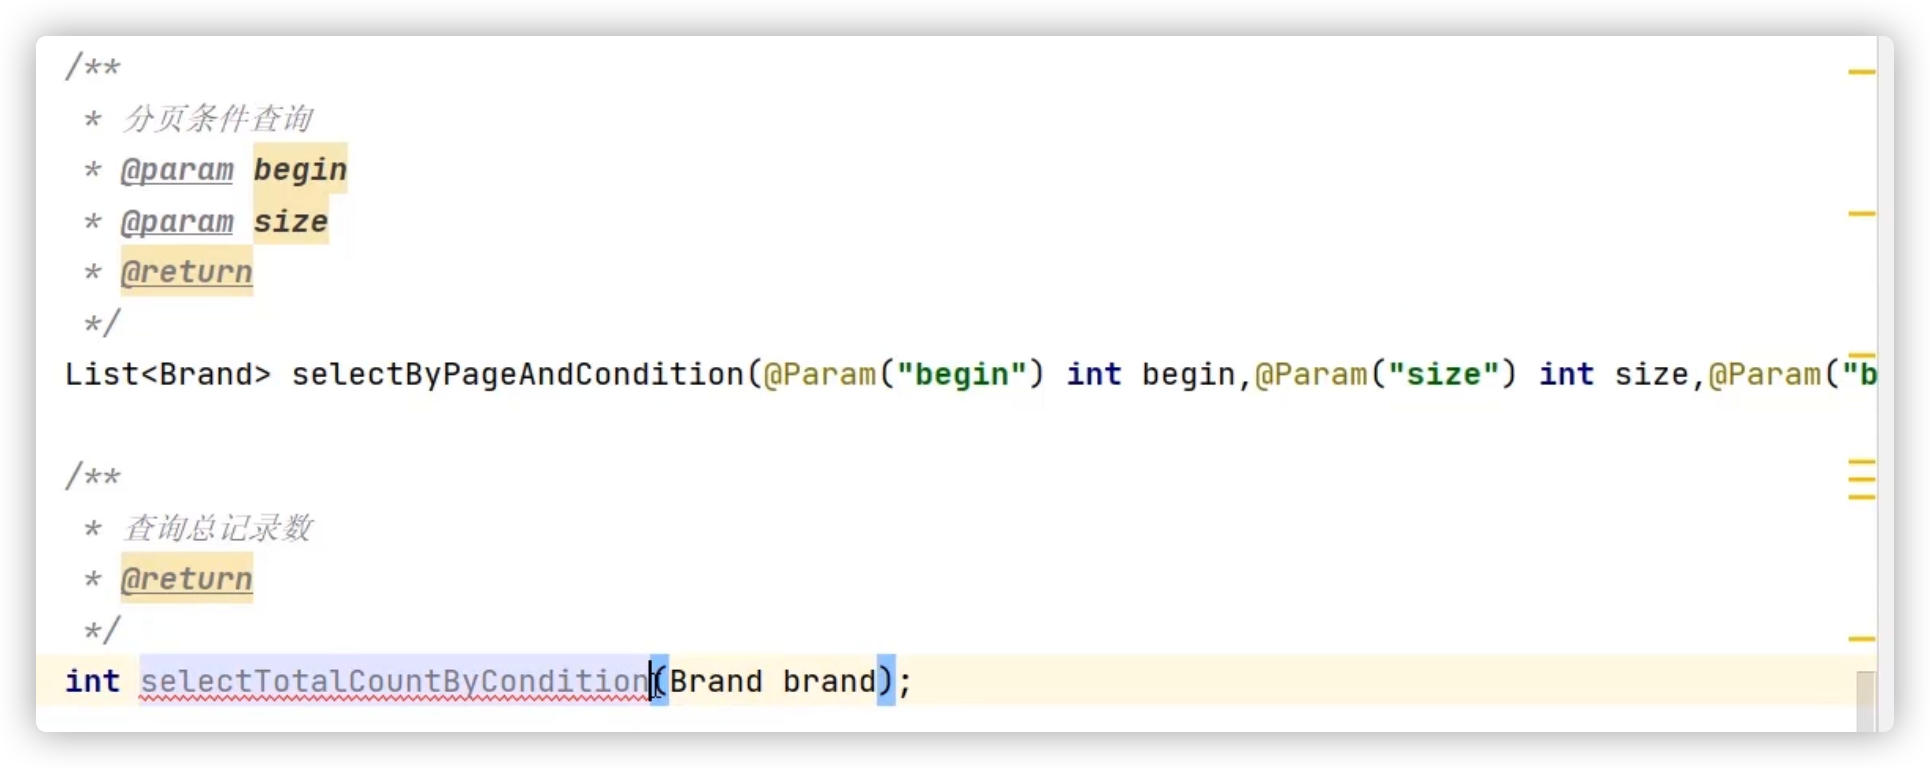 /**
 * 分页条件查询
 * @param begin
 * @param size
 * @return
 */
List<Brand> selectByPageAndCondition(@Param("begin") int begin,@Param("size") int size,@Param("b
/**
 * 查询总记录数
 * @return
 */
int selectTotalCountByCondition(Brand brand);